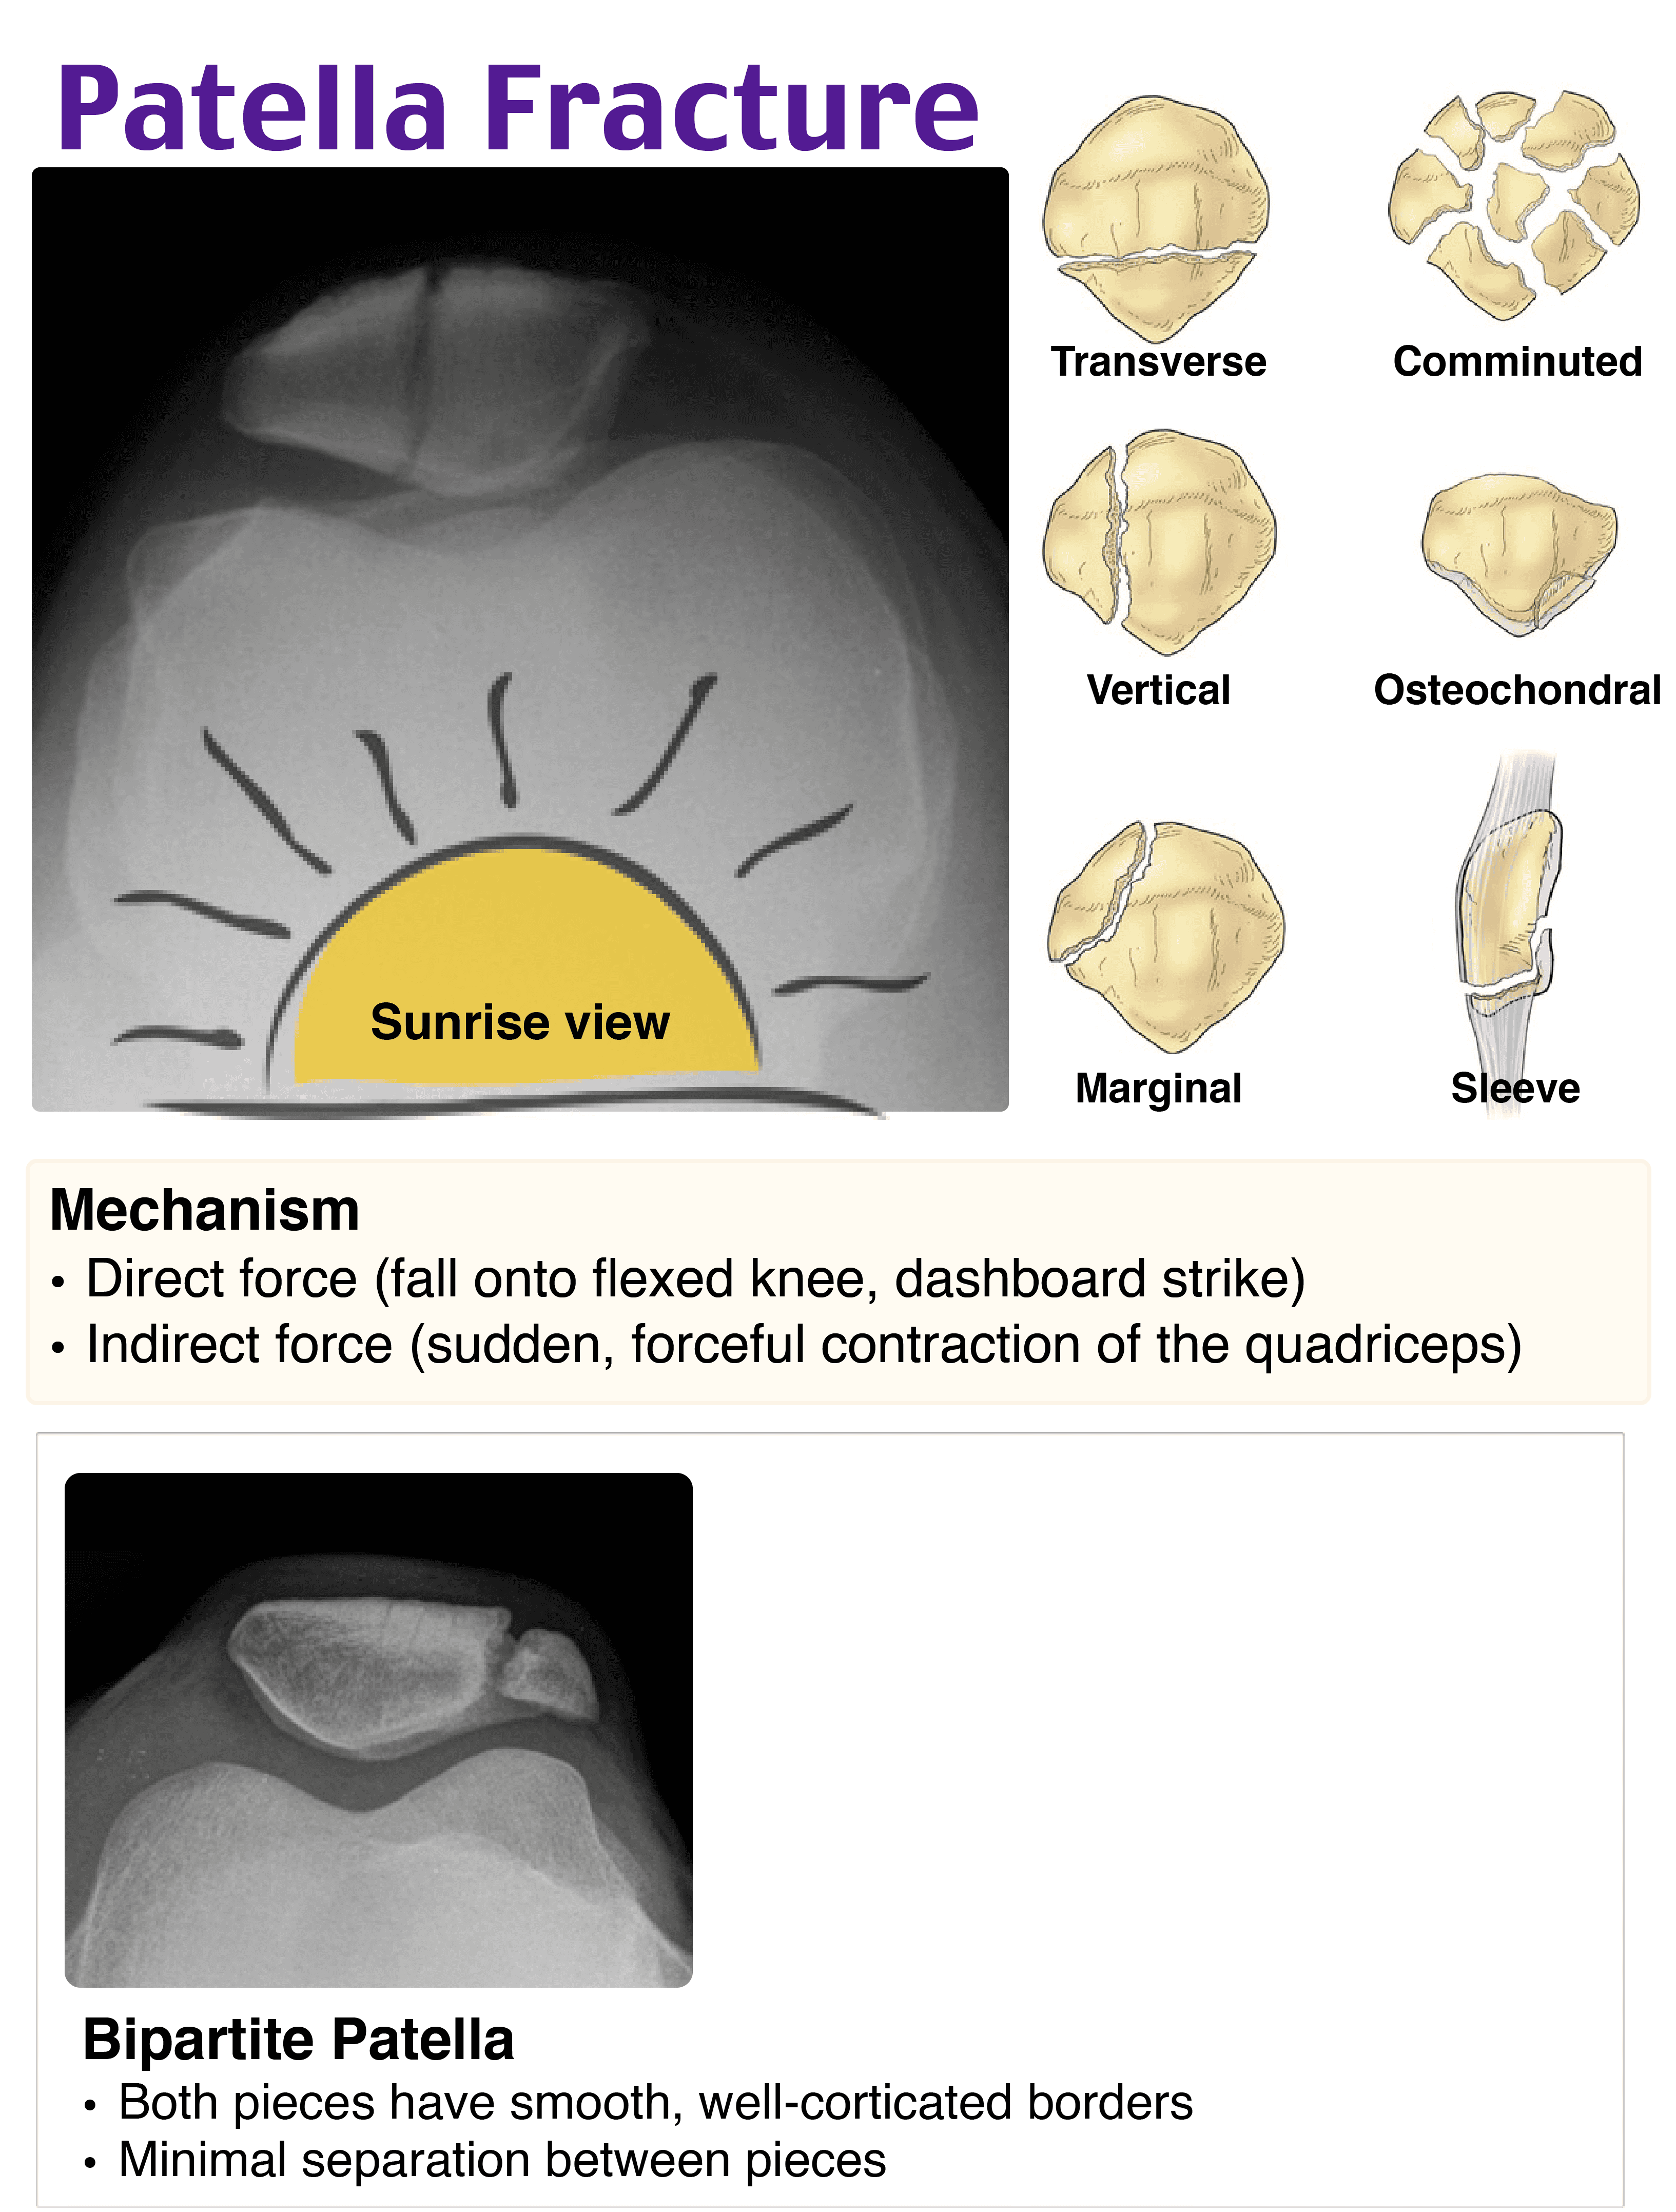 Patella Fracture
Transverse
Comminuted
Vertical
Osteochondral
Marginal
Sleeve
Sunrise view
Mechanism
• Direct force (fall onto flexed knee, dashboard strike)
• Indirect force (sudden, forceful contraction of the quadriceps)
Bipartite Patella
• Both pieces have smooth, well-corticated borders
• Minimal separation between pieces